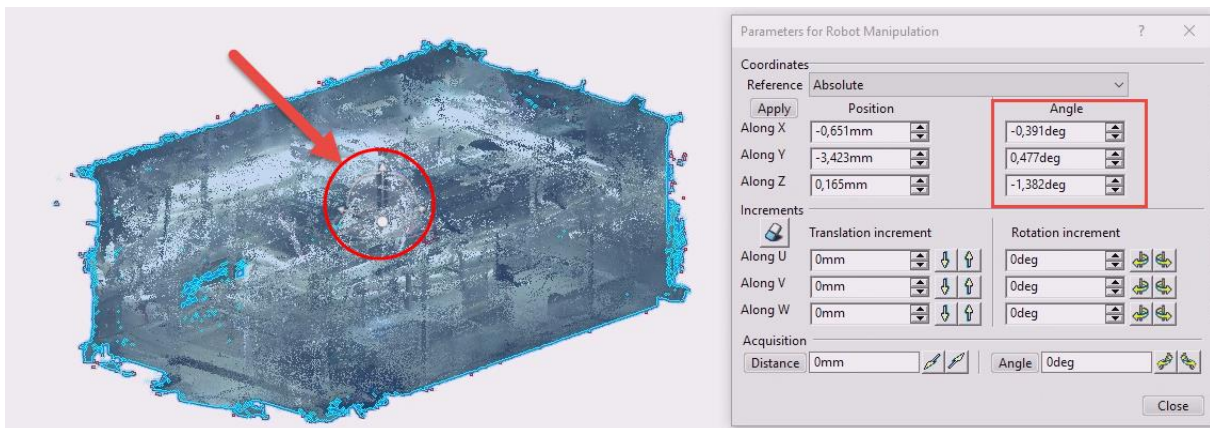 Parameters for Robot Manipulation ? ×
Coordinates
Reference Absolute
Apply Position Angle
Along X -0,651mm -0,391deg
Along Y -3,423mm 0,477deg
Along Z 0,165mm -1,382deg
Increments
Translation increment Rotation increment
Along U 0mm 0deg
Along V 0mm 0deg
Along W 0mm 0deg
Acquisition
Distance 0mm Angle 0deg
Close